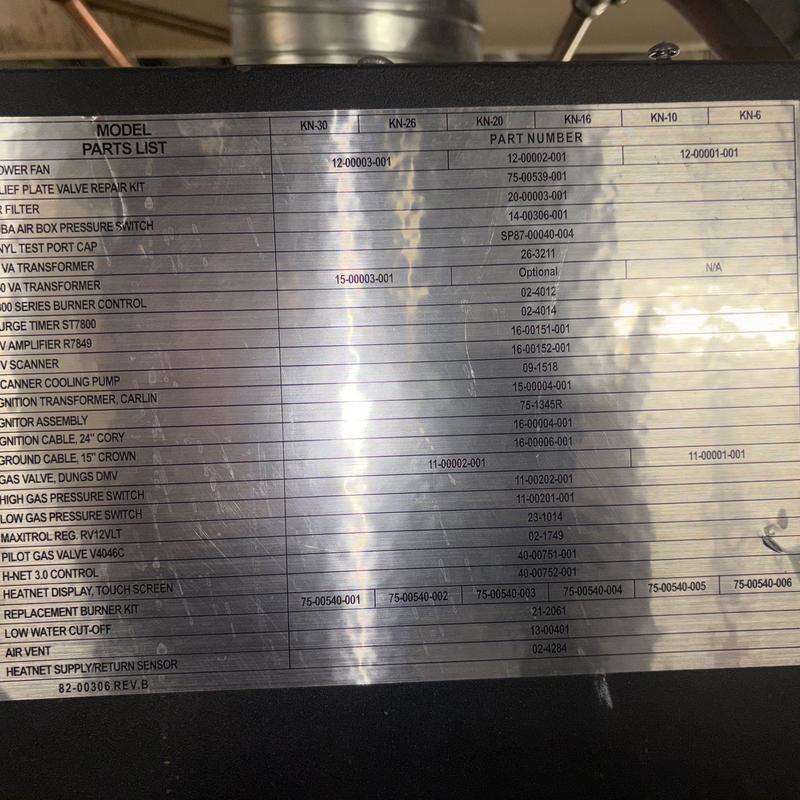 MODEL KN-30 KN-26 KN-20 KN-16 KN-10 KN-6
PARTS LIST PART NUMBER
OWER FAN 12-00003-001 12-00002-001 12-00001-001
LIEF PLATE VALVE REPAIR KIT 75-00539-001
R FILTER 20-00003-001
BA AIR BOX PRESSURE SWITCH 14-00306-001
NYL TEST PORT CAP SP87-00040-004
VA TRANSFORMER 26-3211
0 VA TRANSFORMER 15-00003-001 Optional N/A
800 SERIES BURNER CONTROL 02-4012
URGE TIMER ST7800 02-4014
V AMPLIFIER R7849 16-00151-001
V SCANNER 16-00152-001
CANNER COOLING PUMP 09-1518
GNITION TRANSFORMER, CARLIN 15-00004-001
GNITOR ASSEMBLY 75-1345R
GNITION CABLE, 24" CORY 16-00004-001
GROUND CABLE, 15" CROWN 16-00006-001
GAS VALVE, DUNGS DMV 11-00002-001 11-00001-001
HIGH GAS PRESSURE SWITCH 11-00202-001
LOW GAS PRESSURE SWITCH 11-00201-001
MAXITROL REG. RV12VLT 23-1014
PILOT GAS VALVE V4046C 02-1749
H-NET 3.0 CONTROL 40-00751-001
HEATNET DISPLAY, TOUCH SCREEN 40-00752-001
REPLACEMENT BURNER KIT 75-00540-001 75-00540-002 75-00540-003 75-00540-004 75-00540-005 75-00540-006
LOW WATER CUT-OFF 21-2061
AIR VENT 13-00401
HEATNET SUPPLY/RETURN SENSOR 02-4284
82-00306 REV.B